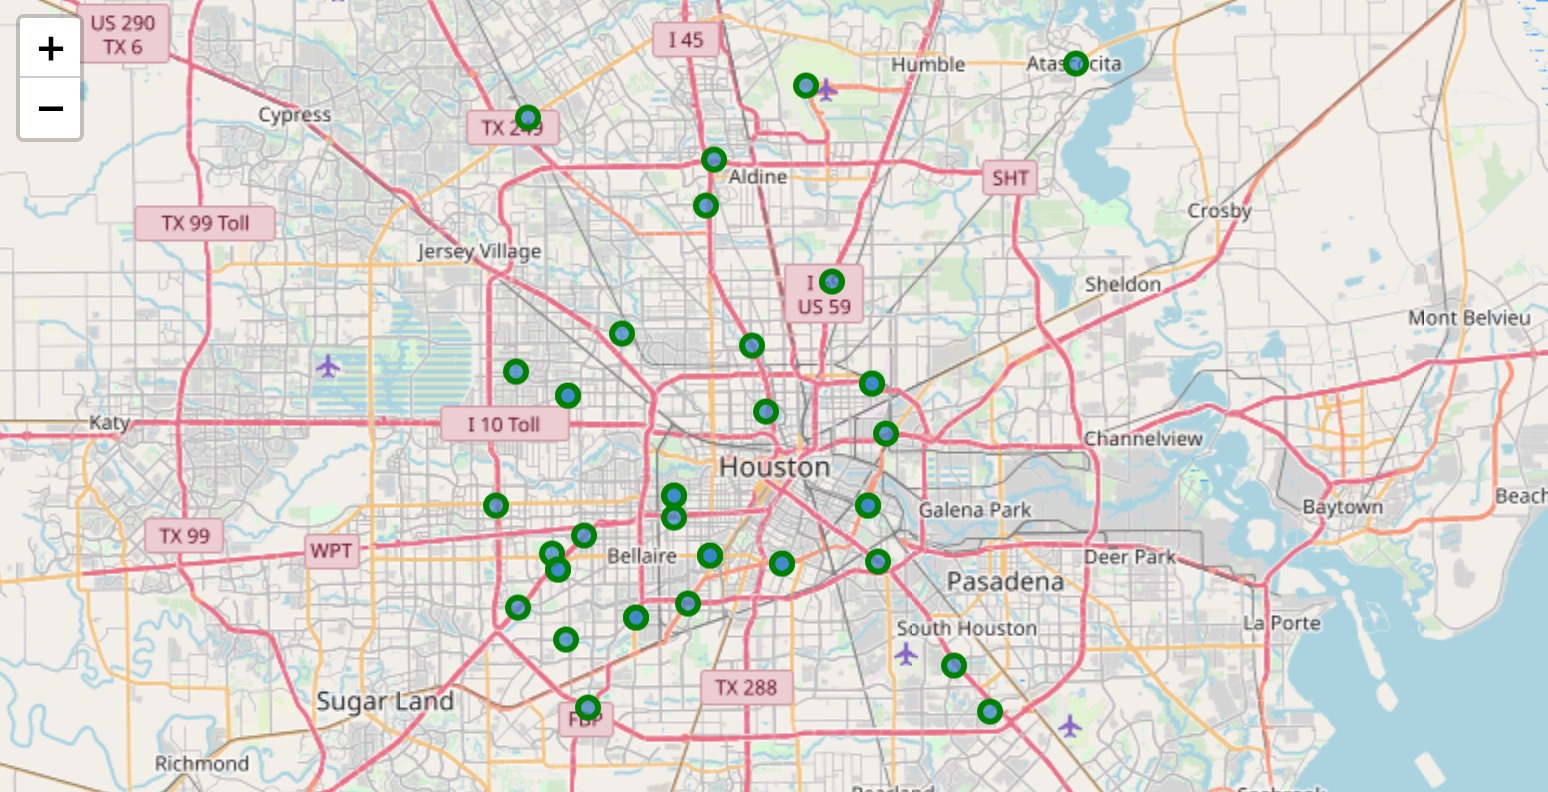 US 290
TX 6
+
−
I 45
Humble
Atascocita
Cypress
TX 249
Aldine
SHT
TX 99 Toll
Crosby
Jersey Village
Sheldon
I
US 59
Mont Belvieu
Katy
I 10 Toll
Channelview
Houston
Beach
Baytown
Galena Park
TX 99
WPT
Bellaire
Deer Park
Pasadena
La Porte
South Houston
Sugar Land
TX 288
FBP
Richmond